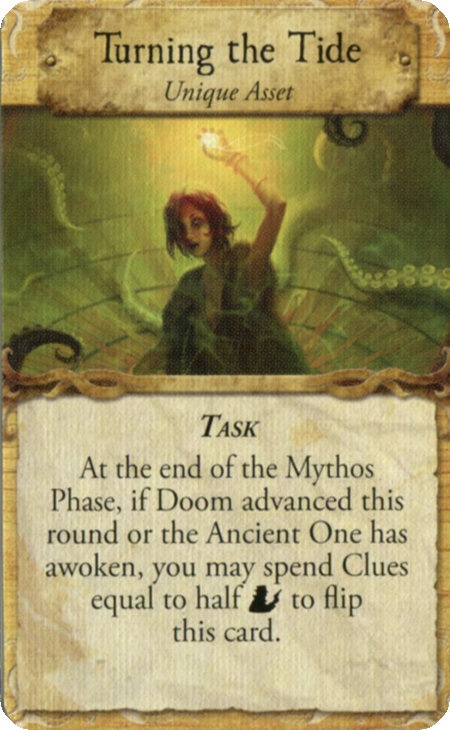 Turning the Tide
Unique Asset
TASK
At the end of the Mythos
Phase, if Doom advanced this
round or the Ancient One has
awoken, you may spend Clues
equal to half to flip
this card.